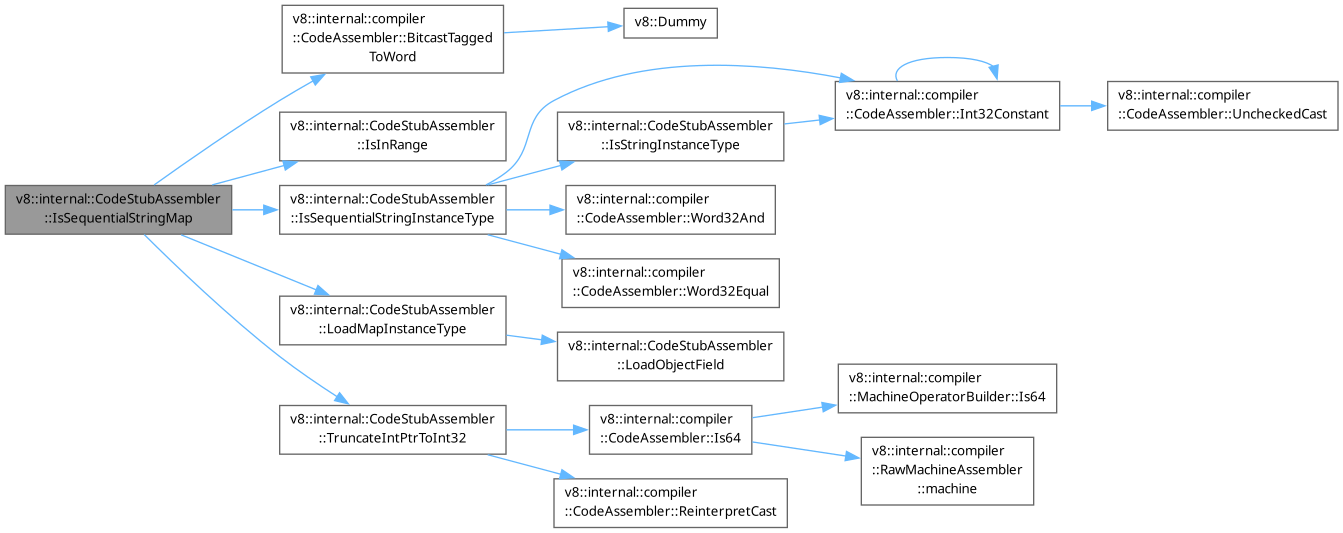 v8::internal::CodeStubAssembler
::IsSequentialStringMap
v8::internal::compiler
::CodeAssembler::BitcastTagged
ToWord
v8::Dummy
v8::internal::CodeStubAssembler
::IsInRange
v8::internal::CodeStubAssembler
::IsSequentialStringInstanceType
v8::internal::compiler
::CodeAssembler::Int32Constant
v8::internal::compiler
::CodeAssembler::UncheckedCast
v8::internal::CodeStubAssembler
::IsStringInstanceType
v8::internal::compiler
::CodeAssembler::Word32And
v8::internal::compiler
::CodeAssembler::Word32Equal
v8::internal::CodeStubAssembler
::LoadMapInstanceType
v8::internal::CodeStubAssembler
::LoadObjectField
v8::internal::CodeStubAssembler
::TruncateIntPtrToInt32
v8::internal::compiler
::CodeAssembler::Is64
v8::internal::compiler
::MachineOperatorBuilder::Is64
v8::internal::compiler
::RawMachineAssembler
::machine
v8::internal::compiler
::CodeAssembler::ReinterpretCast